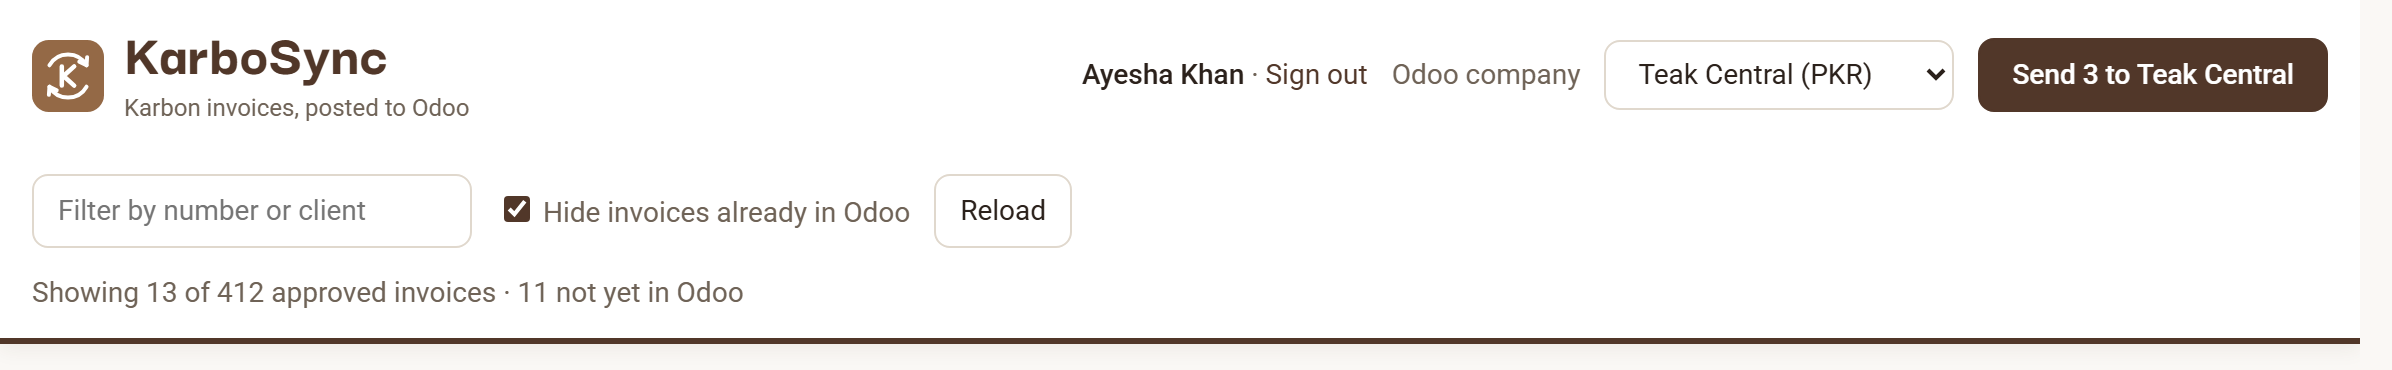 K
KarboSync
Karbon invoices, posted to Odoo
Ayesha Khan · Sign out Odoo company Teak Central (PKR) Send 3 to Teak Central
Filter by number or client Hide invoices already in Odoo Reload
Showing 13 of 412 approved invoices · 11 not yet in Odoo